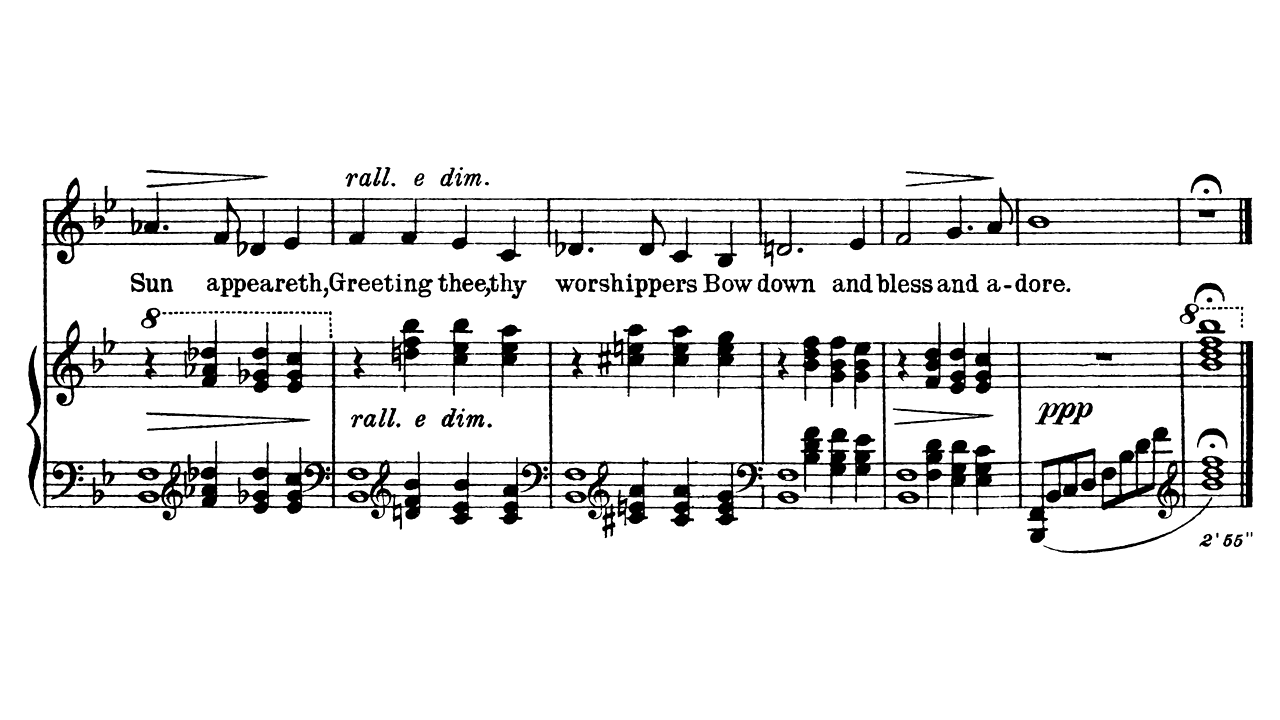 rall. e dim.
Sun appeareth, Greeting thee, thy worshippers Bow down and bless and a-dore.
8
8
rall. e dim.
ppp
2'55"